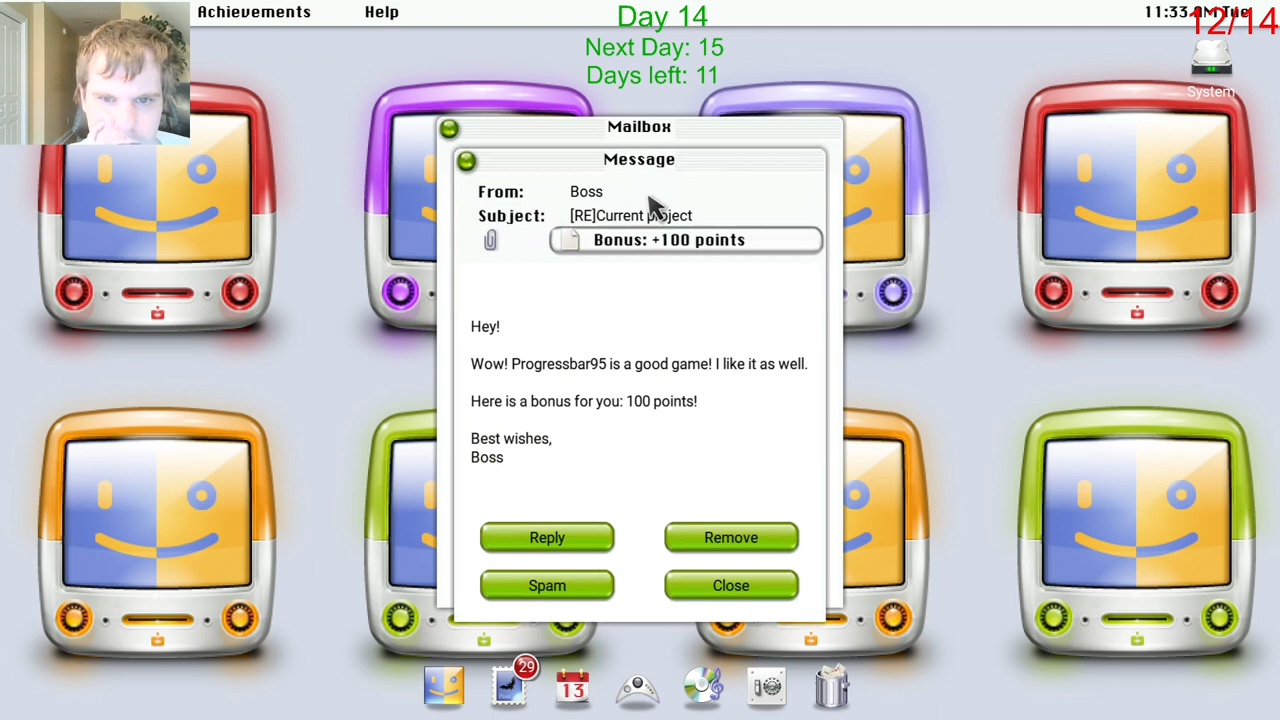 Achievements
Help
Day 14
Next Day: 15
Days left: 11
11:33 AM Tue
12/14
System
Mailbox
Message
From: Boss
Subject: [RE]Current project
Bonus: +100 points
Hey!
Wow! Progressbar95 is a good game! I like it as well.
Here is a bonus for you: 100 points!
Best wishes,
Boss
Reply
Remove
Spam
Close
29
13